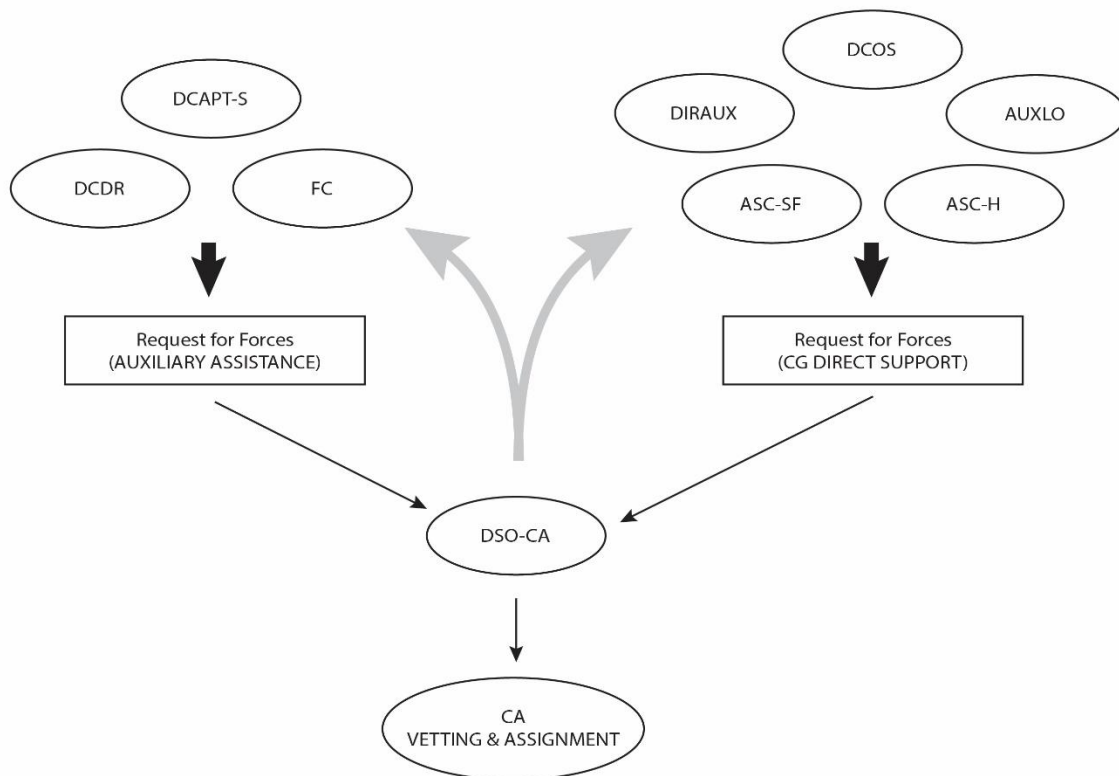 DCOS
DCAPT-S
DIRAUX
AUXLO
DCDR
FC
ASC-SF
ASC-H
Request for Forces
(AUXILIARY ASSISTANCE)
Request for Forces
(CG DIRECT SUPPORT)
DSO-CA
CA
VETTING & ASSIGNMENT